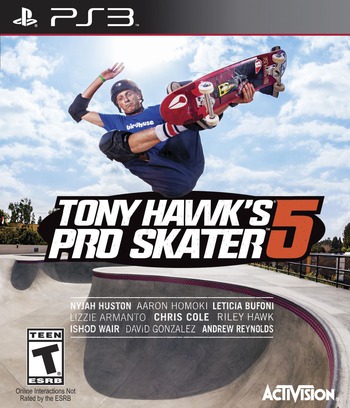 PS3
birdhouse
TONY HAWK'S
PRO SKATER 5
NYJAH HUSTON AARON HOMOKI LETICIA BUFONI
LIZZIE ARMANTO CHRIS COLE RILEY HAWK
ISHOD WAIR DAVID GONZALEZ ANDREW REYNOLDS
TEEN
T
ESRB
Online Interactions Not
Rated by the ESRB
ACTIVISION